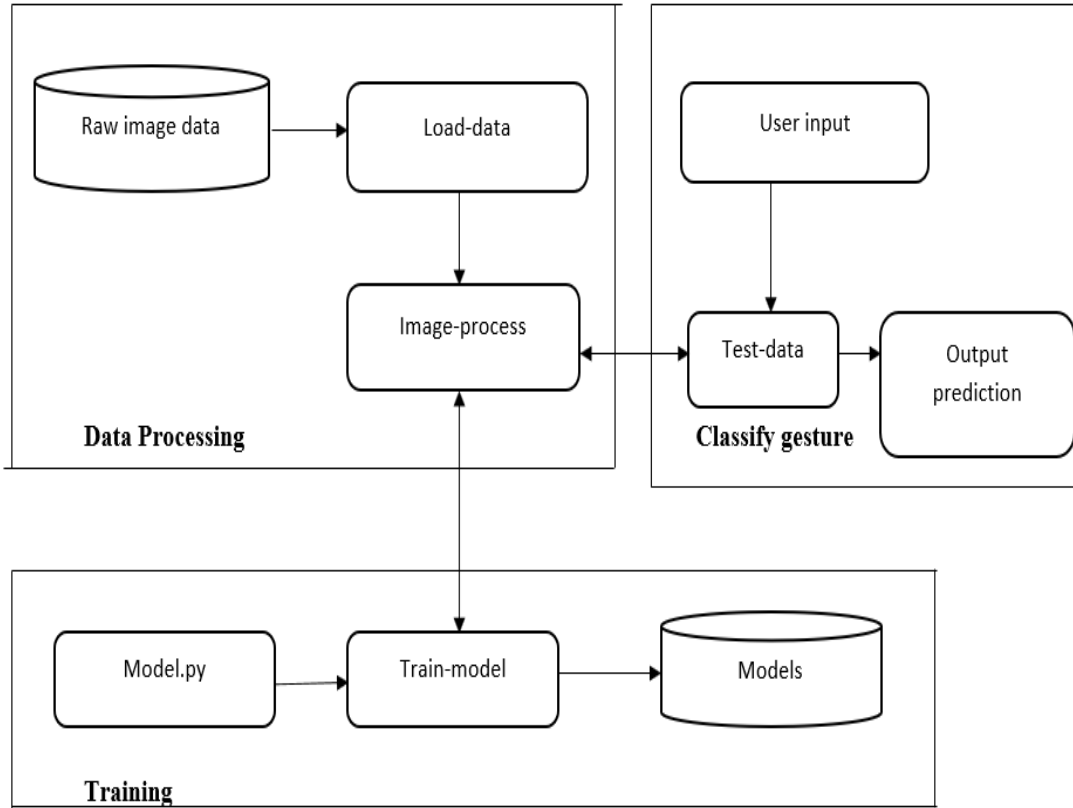 Raw image data
Load-data
Image-process
Data Processing
User input
Test-data
Output
prediction
Classify gesture
Model.py
Train-model
Models
Training